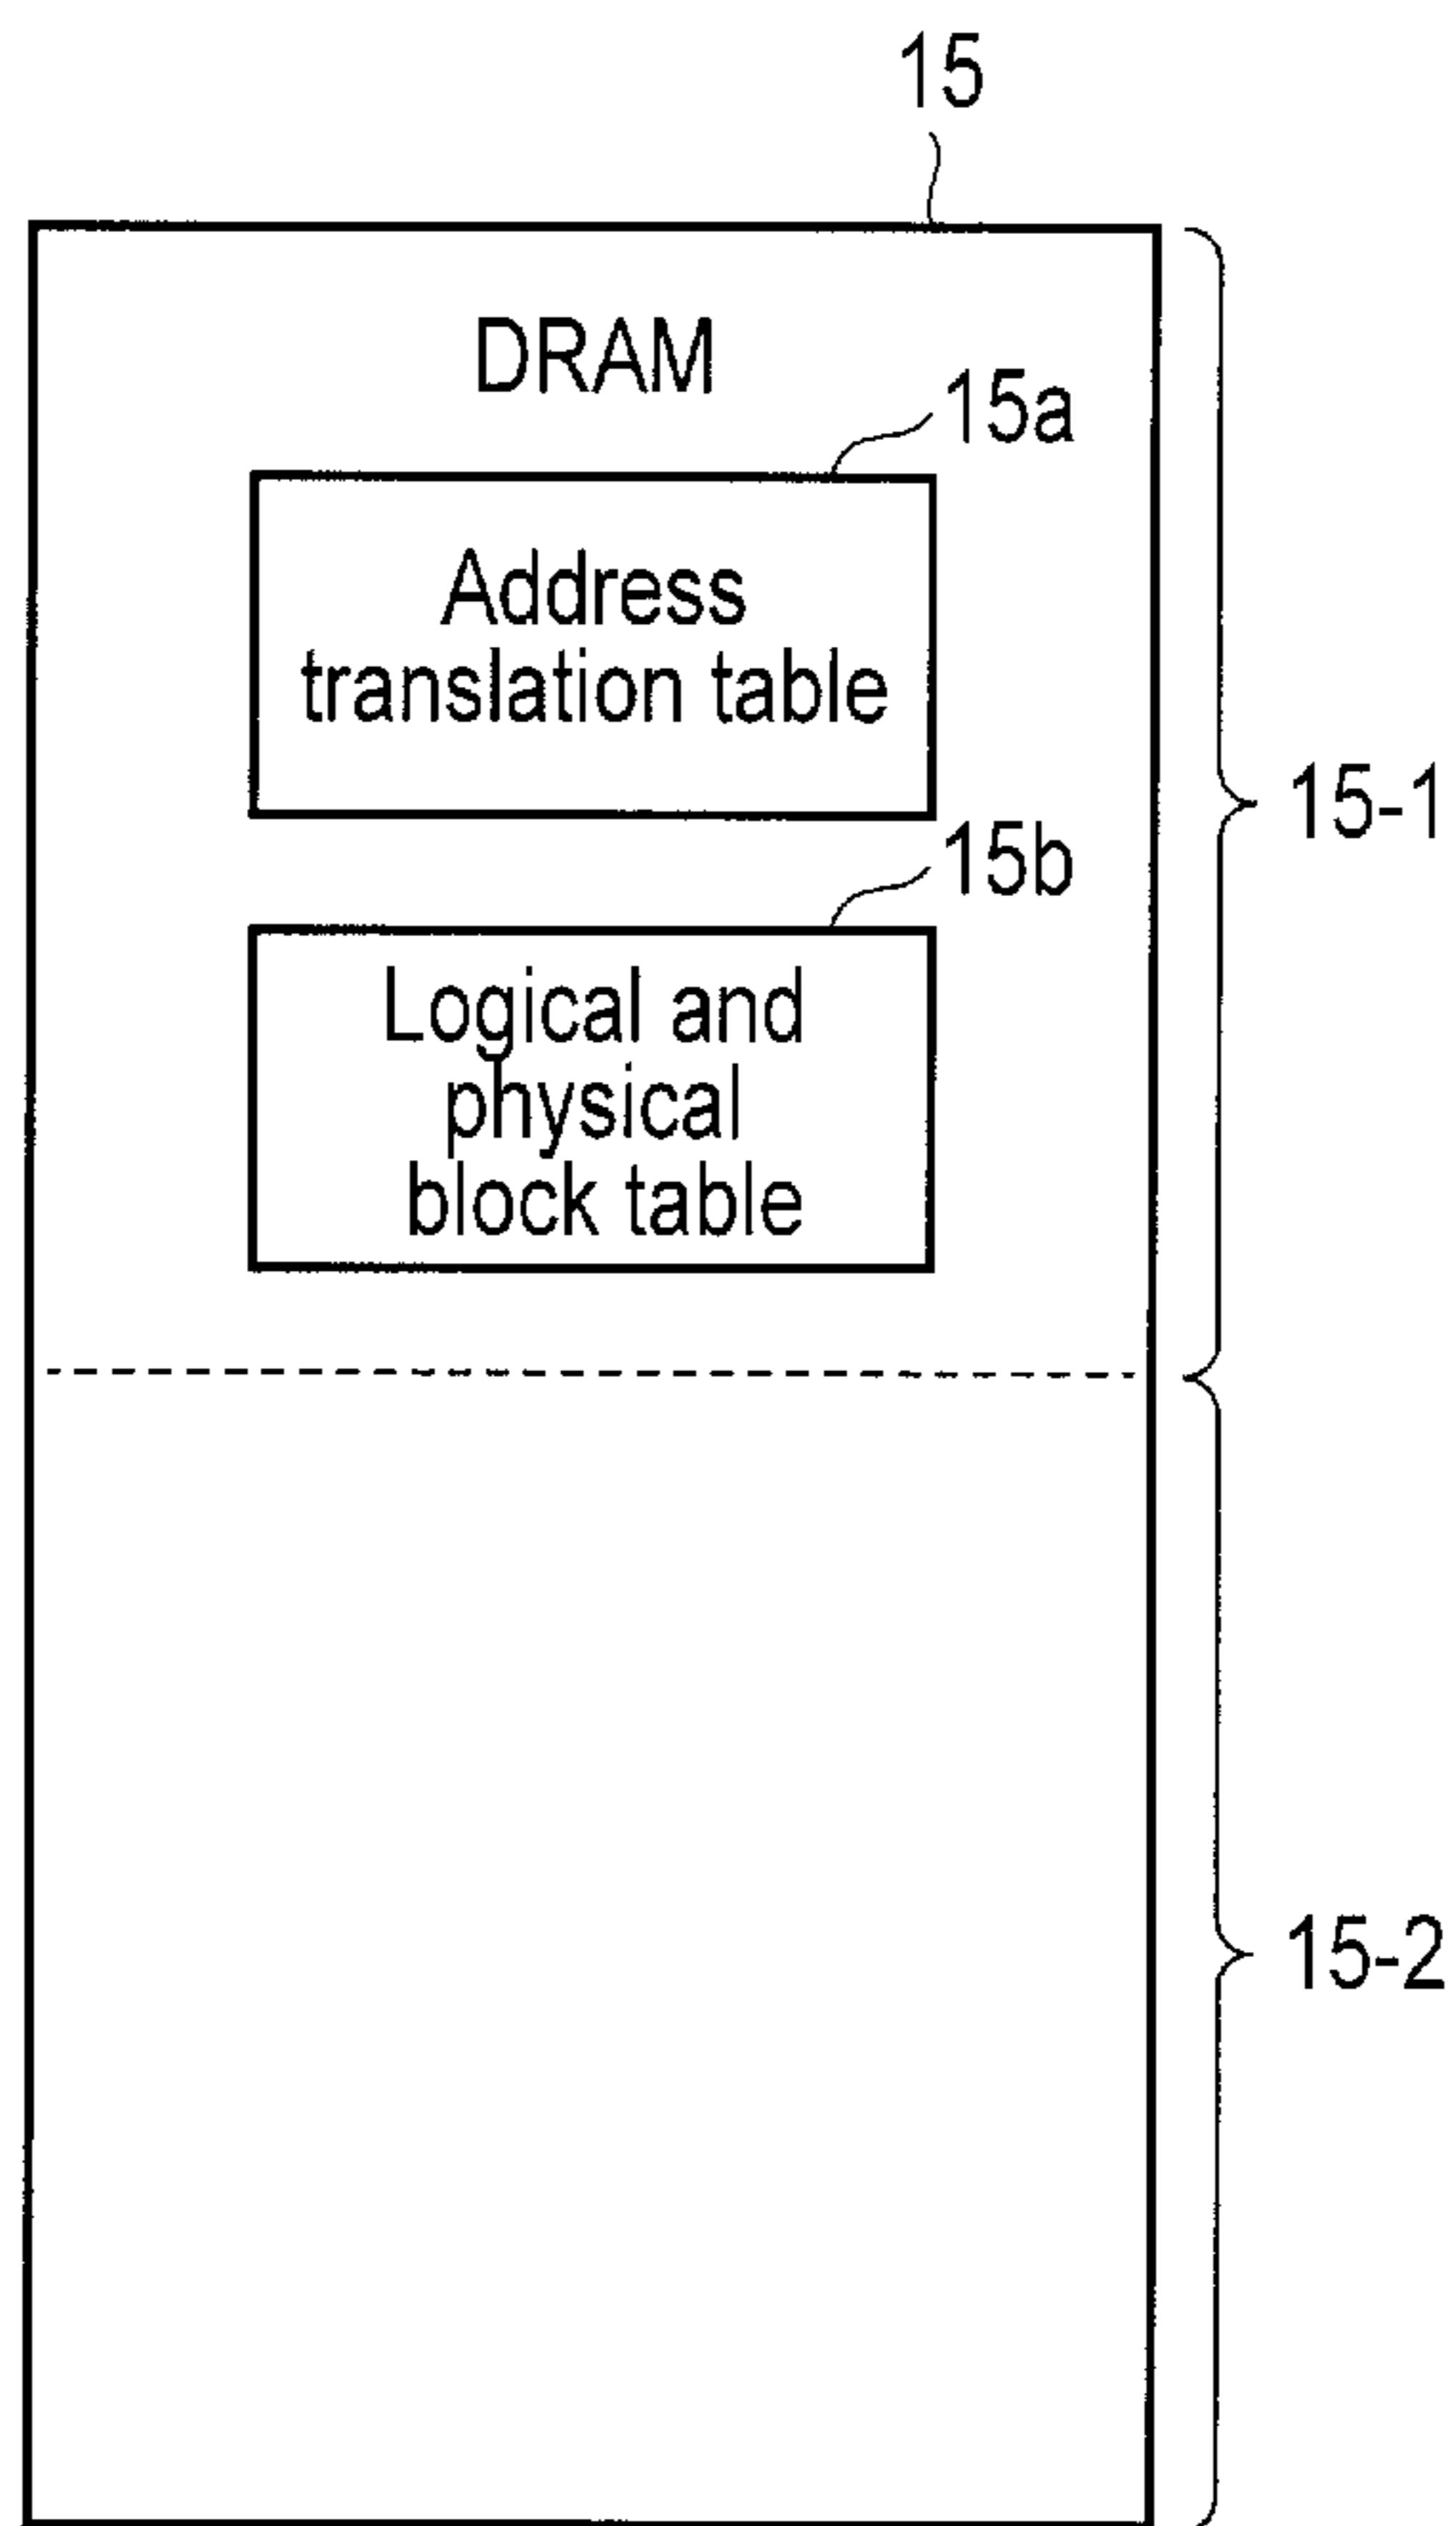 15
DRAM
15a
Address
translation table
15-1
15b
Logical and
physical
block table
15-2